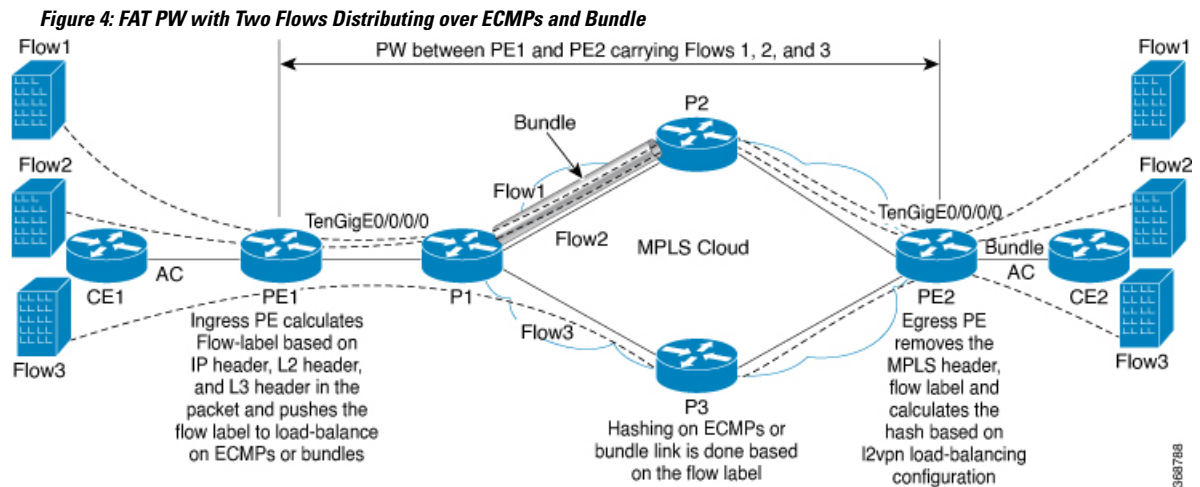 Figure 4: FAT PW with Two Flows Distributing over ECMPs and Bundle
Flow1
PW between PE1 and PE2 carrying Flows 1, 2, and 3
Flow1
P2
Bundle
Flow2
Flow1
Flow2
TenGigE0/0/0/0
Flow2
MPLS Cloud
TenGigE0/0/0/0
Bundle
AC
AC
CE1
PE1
P1
PE2
CE2
Flow3
Flow3
Flow3
Ingress PE calculates
Flow-label based on
IP header, L2 header,
and L3 header in the
packet and pushes the
flow label to load-balance
on ECMPs or bundles
P3
Hashing on ECMPs or
bundle link is done based
on the flow label
Egress PE
removes the
MPLS header,
flow label and
calculates the
hash based on
l2vpn load-balancing
configuration
368788